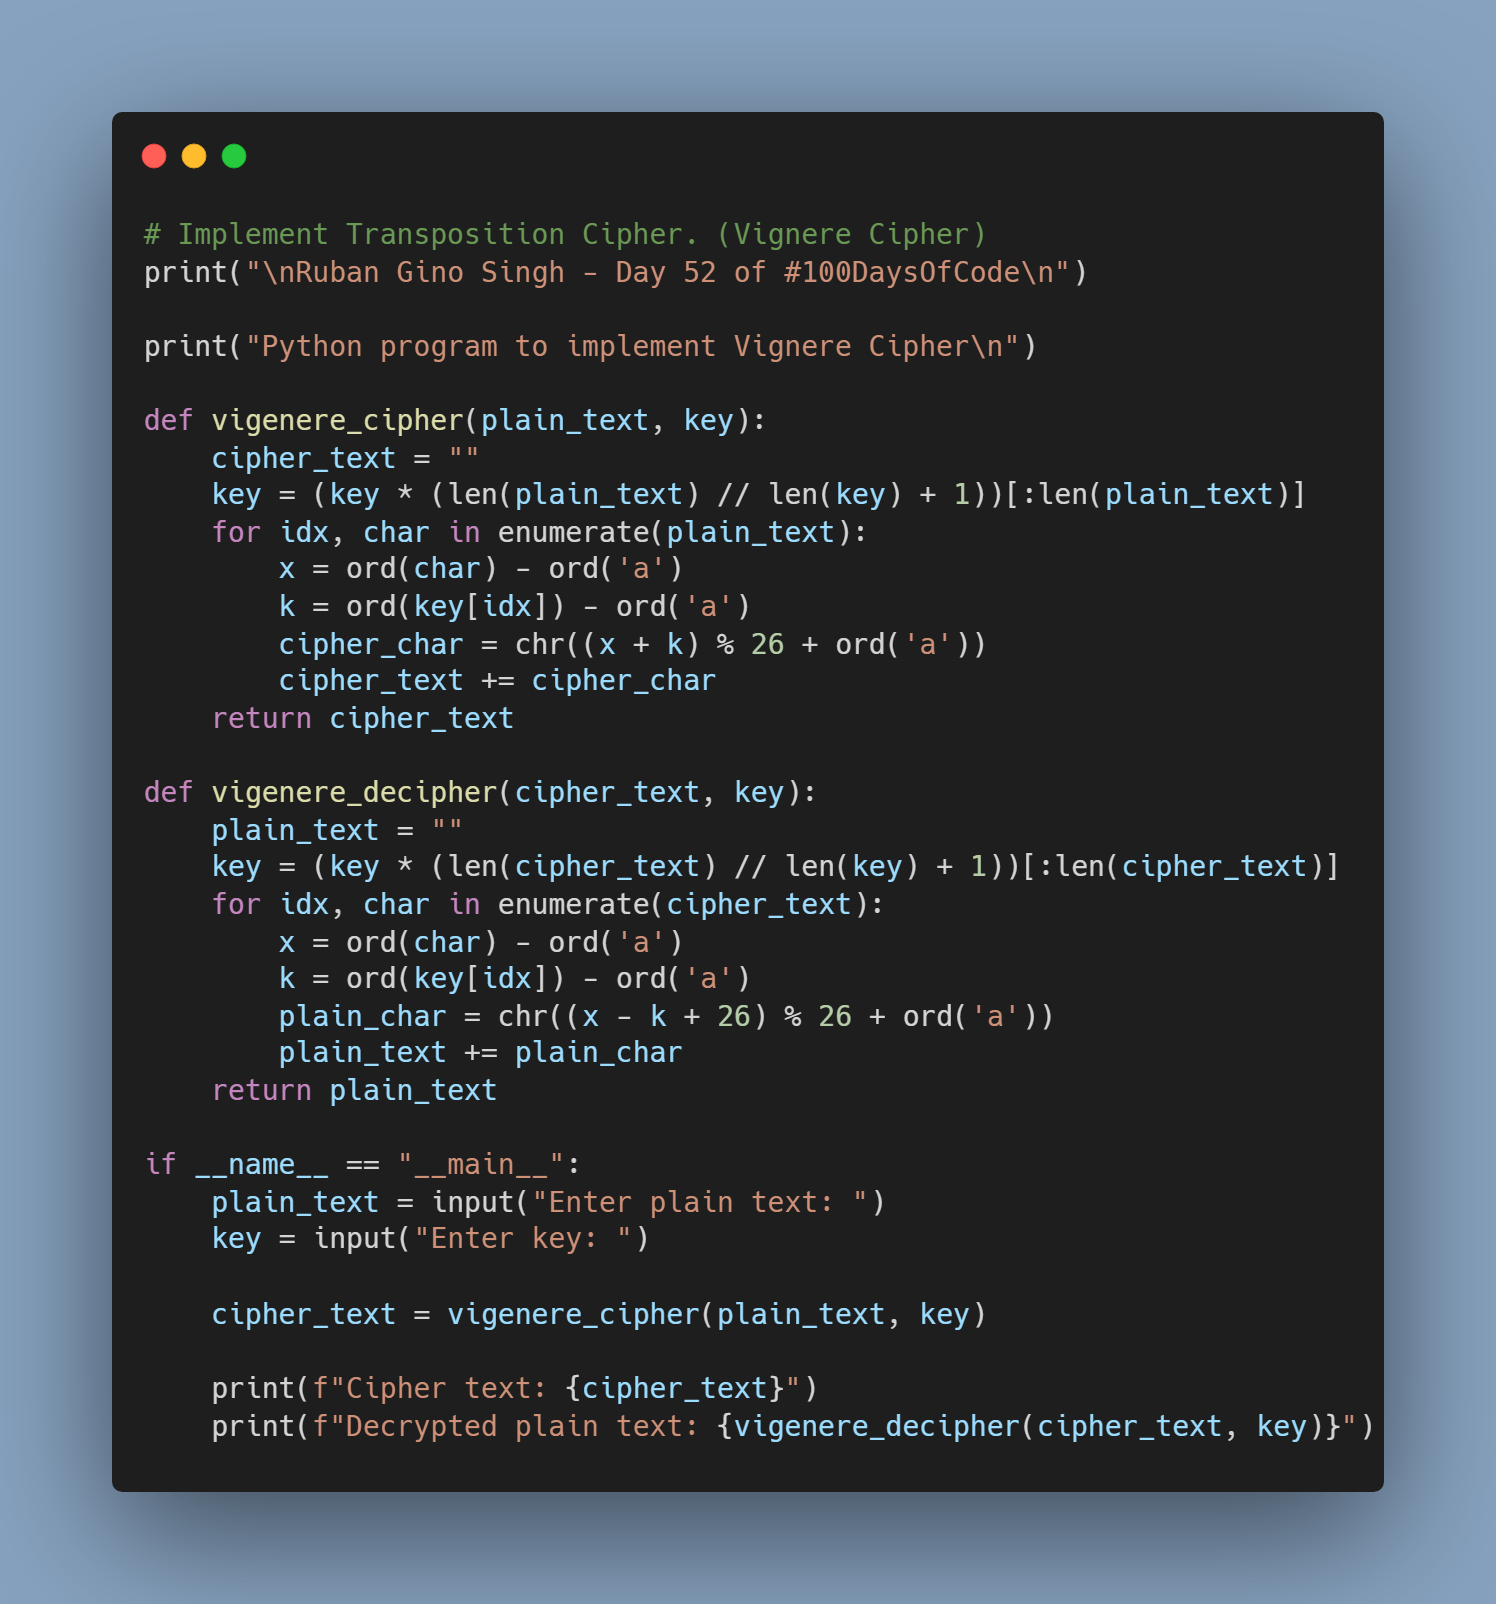 # Implement Transposition Cipher. (Vignere Cipher)
print("\nRuban Gino Singh - Day 52 of #100DaysOfCode\n")

print("Python program to implement Vignere Cipher\n")

def vigenere_cipher(plain_text, key):
    cipher_text = ""
    key = (key * (len(plain_text) // len(key) + 1))[:len(plain_text)]
    for idx, char in enumerate(plain_text):
        x = ord(char) - ord('a')
        k = ord(key[idx]) - ord('a')
        cipher_char = chr((x + k) % 26 + ord('a'))
        cipher_text += cipher_char
    return cipher_text

def vigenere_decipher(cipher_text, key):
    plain_text = ""
    key = (key * (len(cipher_text) // len(key) + 1))[:len(cipher_text)]
    for idx, char in enumerate(cipher_text):
        x = ord(char) - ord('a')
        k = ord(key[idx]) - ord('a')
        plain_char = chr((x - k + 26) % 26 + ord('a'))
        plain_text += plain_char
    return plain_text

if __name__ == "__main__":
    plain_text = input("Enter plain text: ")
    key = input("Enter key: ")

    cipher_text = vigenere_cipher(plain_text, key)

    print(f"Cipher text: {cipher_text}")
    print(f"Decrypted plain text: {vigenere_decipher(cipher_text, key)}")